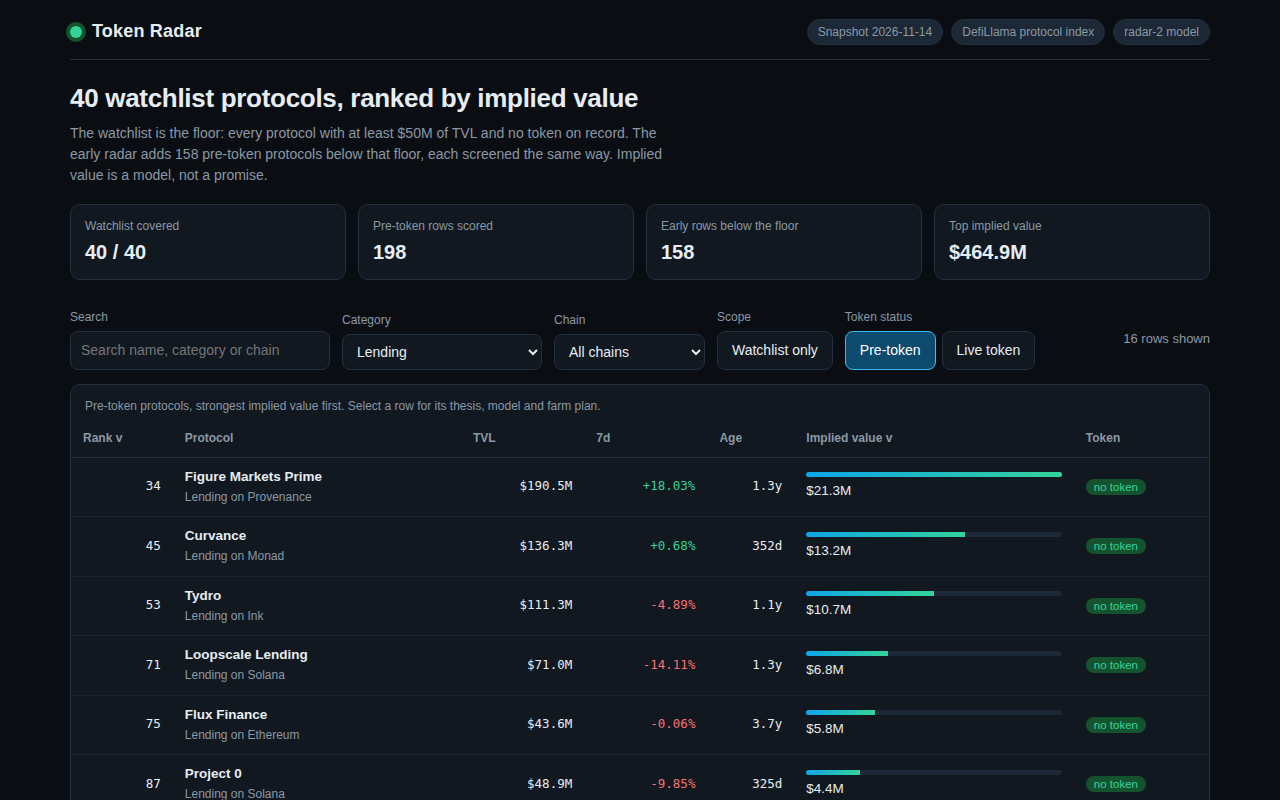 Token Radar
Snapshot 2026-11-14
DefiLlama protocol index
radar-2 model
40 watchlist protocols, ranked by implied value
The watchlist is the floor: every protocol with at least $50M of TVL and no token on record. The
early radar adds 158 pre-token protocols below that floor, each screened the same way. Implied
value is a model, not a promise.
Watchlist covered
40 / 40
Pre-token rows scored
198
Early rows below the floor
158
Top implied value
$464.9M
Search
Search name, category or chain
Category
Lending
Chain
All chains
Scope
Watchlist only
Token status
Pre-token
Live token
16 rows shown
Pre-token protocols, strongest implied value first. Select a row for its thesis, model and farm plan.
Rank v Protocol TVL 7d Age Implied value v Token
34 Figure Markets Prime $190.5M +18.03% 1.3y $21.3M no token
Lending on Provenance
45 Curvance $136.3M +0.68% 352d $13.2M no token
Lending on Monad
53 Tydro $111.3M -4.89% 1.1y $10.7M no token
Lending on Ink
71 Loopscale Lending $71.0M -14.11% 1.3y $6.8M no token
Lending on Solana
75 Flux Finance $43.6M -0.06% 3.7y $5.8M no token
Lending on Ethereum
87 Project 0 $48.9M -9.85% 325d $4.4M no token
Lending on Solana